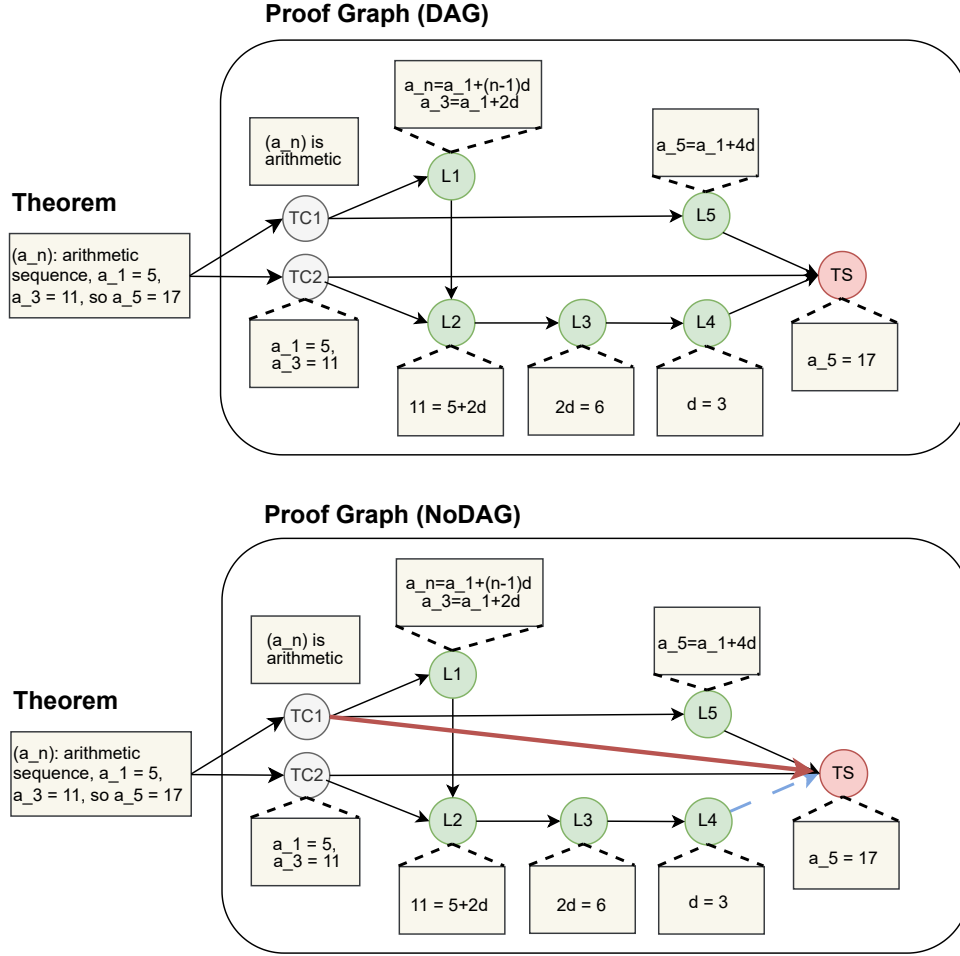 Proof Graph (DAG)
a_n=a_1+(n-1)d
a_3=a_1+2d
(a_n) is
arithmetic
a_5=a_1+4d
L1
Theorem
TC1
L5
(a_n): arithmetic
sequence, a_1 = 5,
a_3 = 11, so a_5 = 17
TC2
TS
L2
L3
L4
a_1 = 5,
a_3 = 11
a_5 = 17
11 = 5+2d
2d = 6
d = 3
Proof Graph (NoDAG)
a_n=a_1+(n-1)d
a_3=a_1+2d
(a_n) is
arithmetic
a_5=a_1+4d
L1
Theorem
TC1
L5
(a_n): arithmetic
sequence, a_1 = 5,
a_3 = 11, so a_5 = 17
TC2
TS
L2
L3
L4
a_1 = 5,
a_3 = 11
a_5 = 17
11 = 5+2d
2d = 6
d = 3